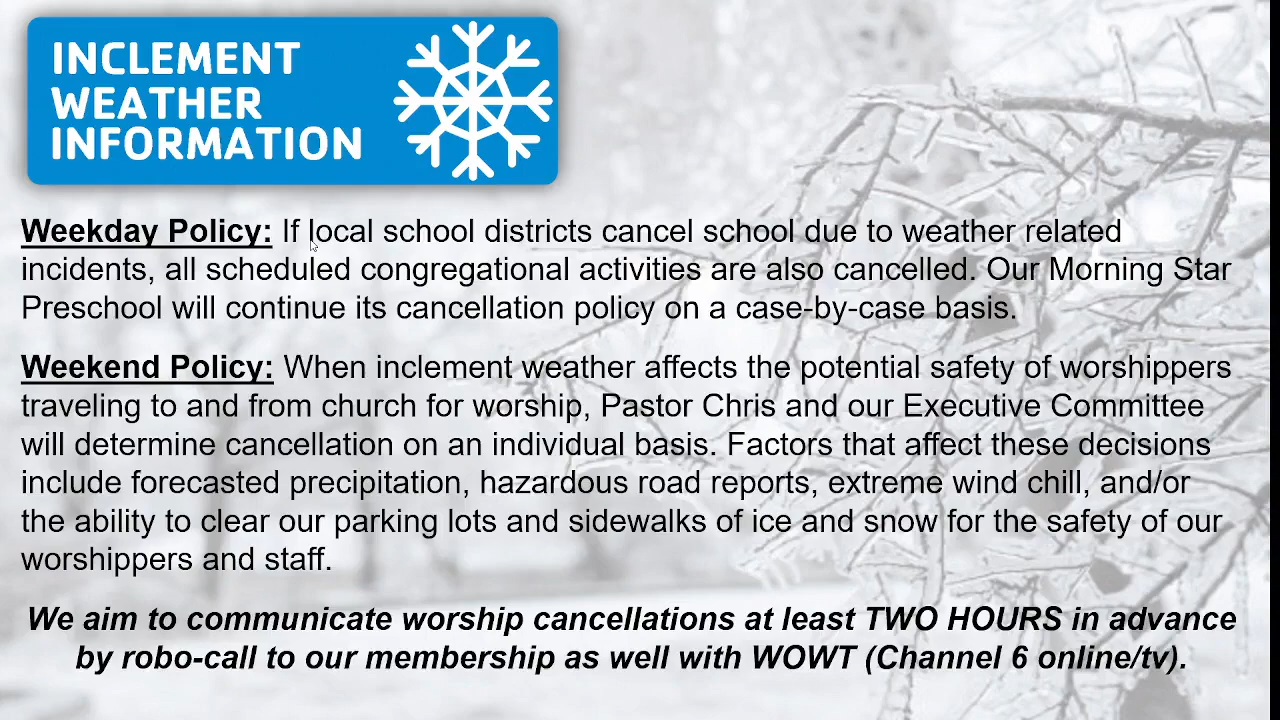 INCLEMENT
WEATHER
INFORMATION
Weekday Policy: If local school districts cancel school due to weather related
incidents, all scheduled congregational activities are also cancelled. Our Morning Star
Preschool will continue its cancellation policy on a case-by-case basis.
Weekend Policy: When inclement weather affects the potential safety of worshippers
traveling to and from church for worship, Pastor Chris and our Executive Committee
will determine cancellation on an individual basis. Factors that affect these decisions
include forecasted precipitation, hazardous road reports, extreme wind chill, and/or
the ability to clear our parking lots and sidewalks of ice and snow for the safety of our
worshippers and staff.
We aim to communicate worship cancellations at least TWO HOURS in advance
by robo-call to our membership as well with WOWT (Channel 6 online/tv).